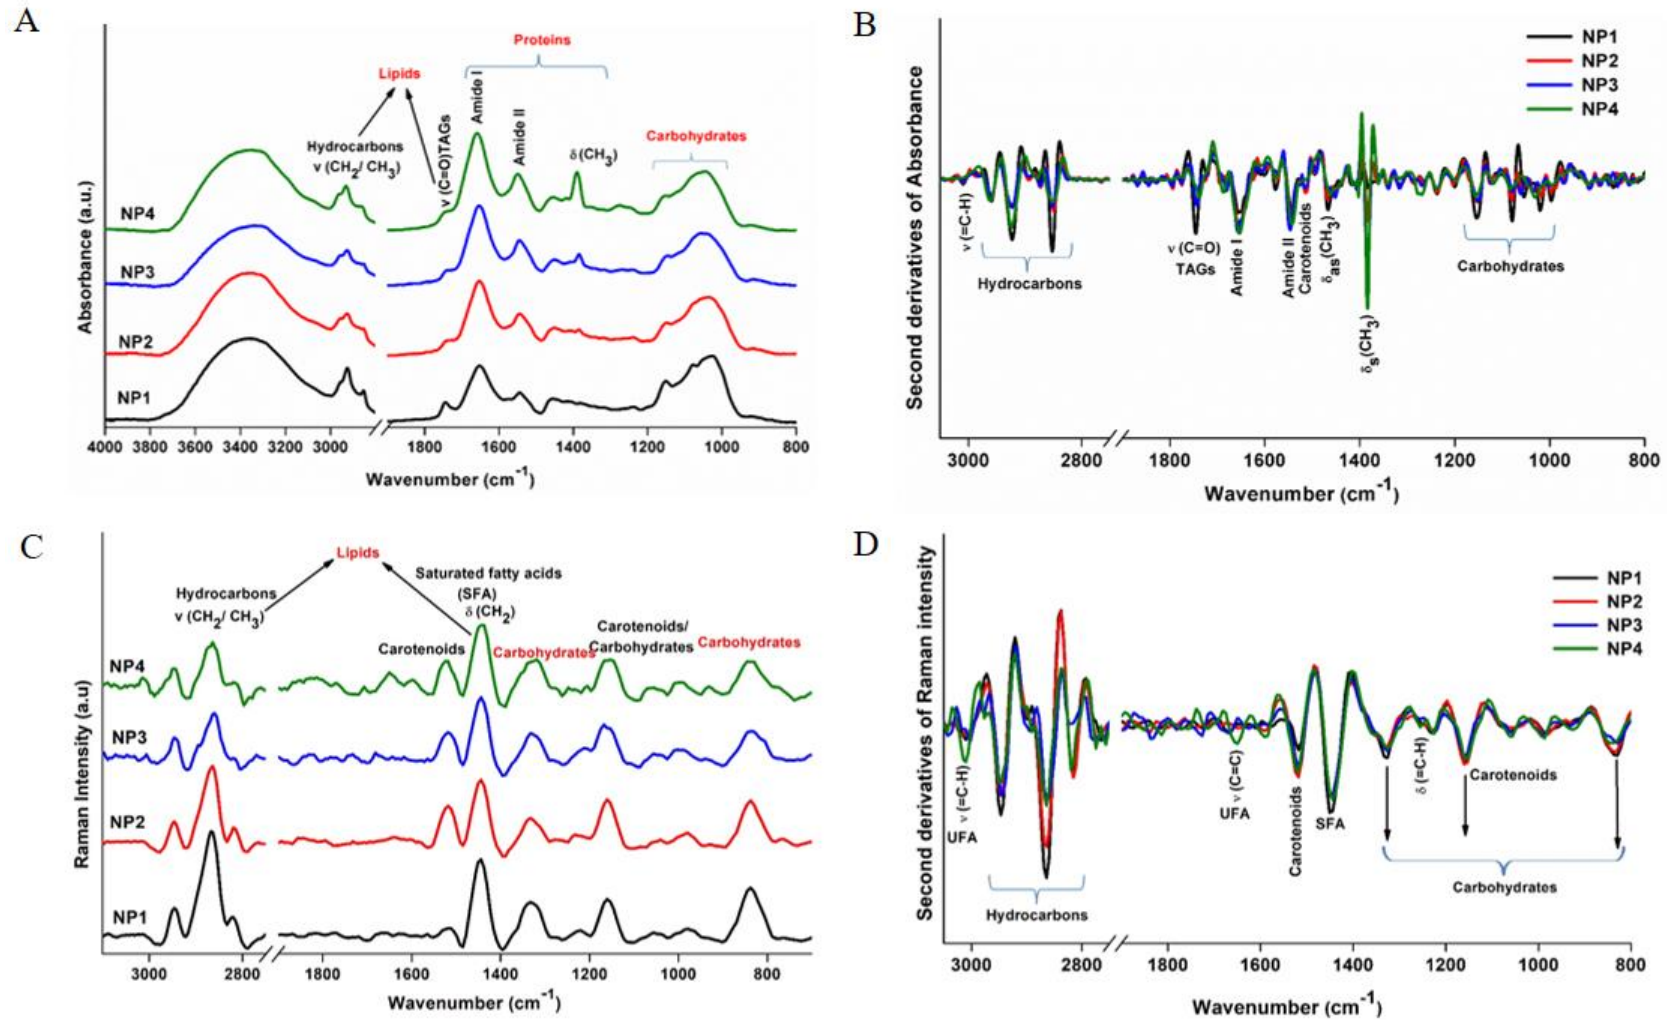 A
Proteins
Lipids
Amide I
Amide II
Hydrocarbons
ν (CH2/ CH3)
ν (C=O)TAGs
δ(CH3)
Carbohydrates
NP4
NP3
NP2
NP1
Absorbance (a.u.)
4000 3600 3400 3200 3000 1800 1600 1400 1200 1000 800
Wavenumber (cm-1)
B
NP1
NP2
NP3
NP4
Second derivatives of Absorbance
ν (=C-H)
Hydrocarbons
ν (C=O)
TAGs
Amide I
Amide II
Carotenoids
δas(CH3)
δs(CH3)
Carbohydrates
3000 2800 1800 1600 1400 1200 1000 800
Wavenumber (cm-1)
C
Lipids
Hydrocarbons
ν (CH2/ CH3)
Saturated fatty acids
(SFA)
δ (CH2)
Carotenoids
Carbohydrates
Carotenoids/
Carbohydrates
Carbohydrates
NP4
NP3
NP2
NP1
Raman Intensity (a.u)
3000 2800 1800 1600 1400 1200 1000 800
Wavenumber (cm-1)
D
NP1
NP2
NP3
NP4
Second derivatives of Raman intensity
ν (=C-H)
UFA
Hydrocarbons
ν (C=C)
UFA
Carotenoids
SFA
δ (=C-H)
Carotenoids
Carbohydrates
3000 2800 1800 1600 1400 1200 1000 800
Wavenumber (cm-1)